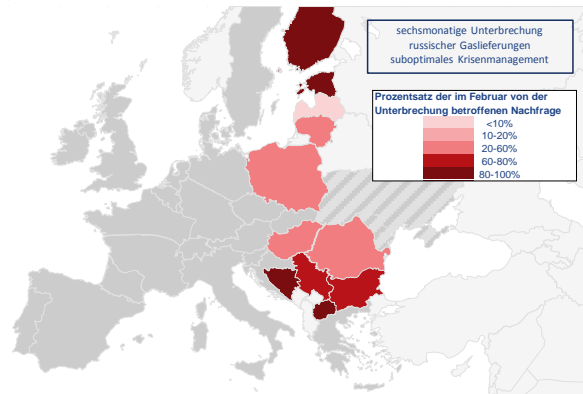 sechsmonatige Unterbrechung
russischer Gaslieferungen
suboptimales Krisenmanagement
Prozentsatz der im Februar von der
Unterbrechung betroffenen Nachfrage
<10%
10-20%
20-60%
60-80%
80-100%